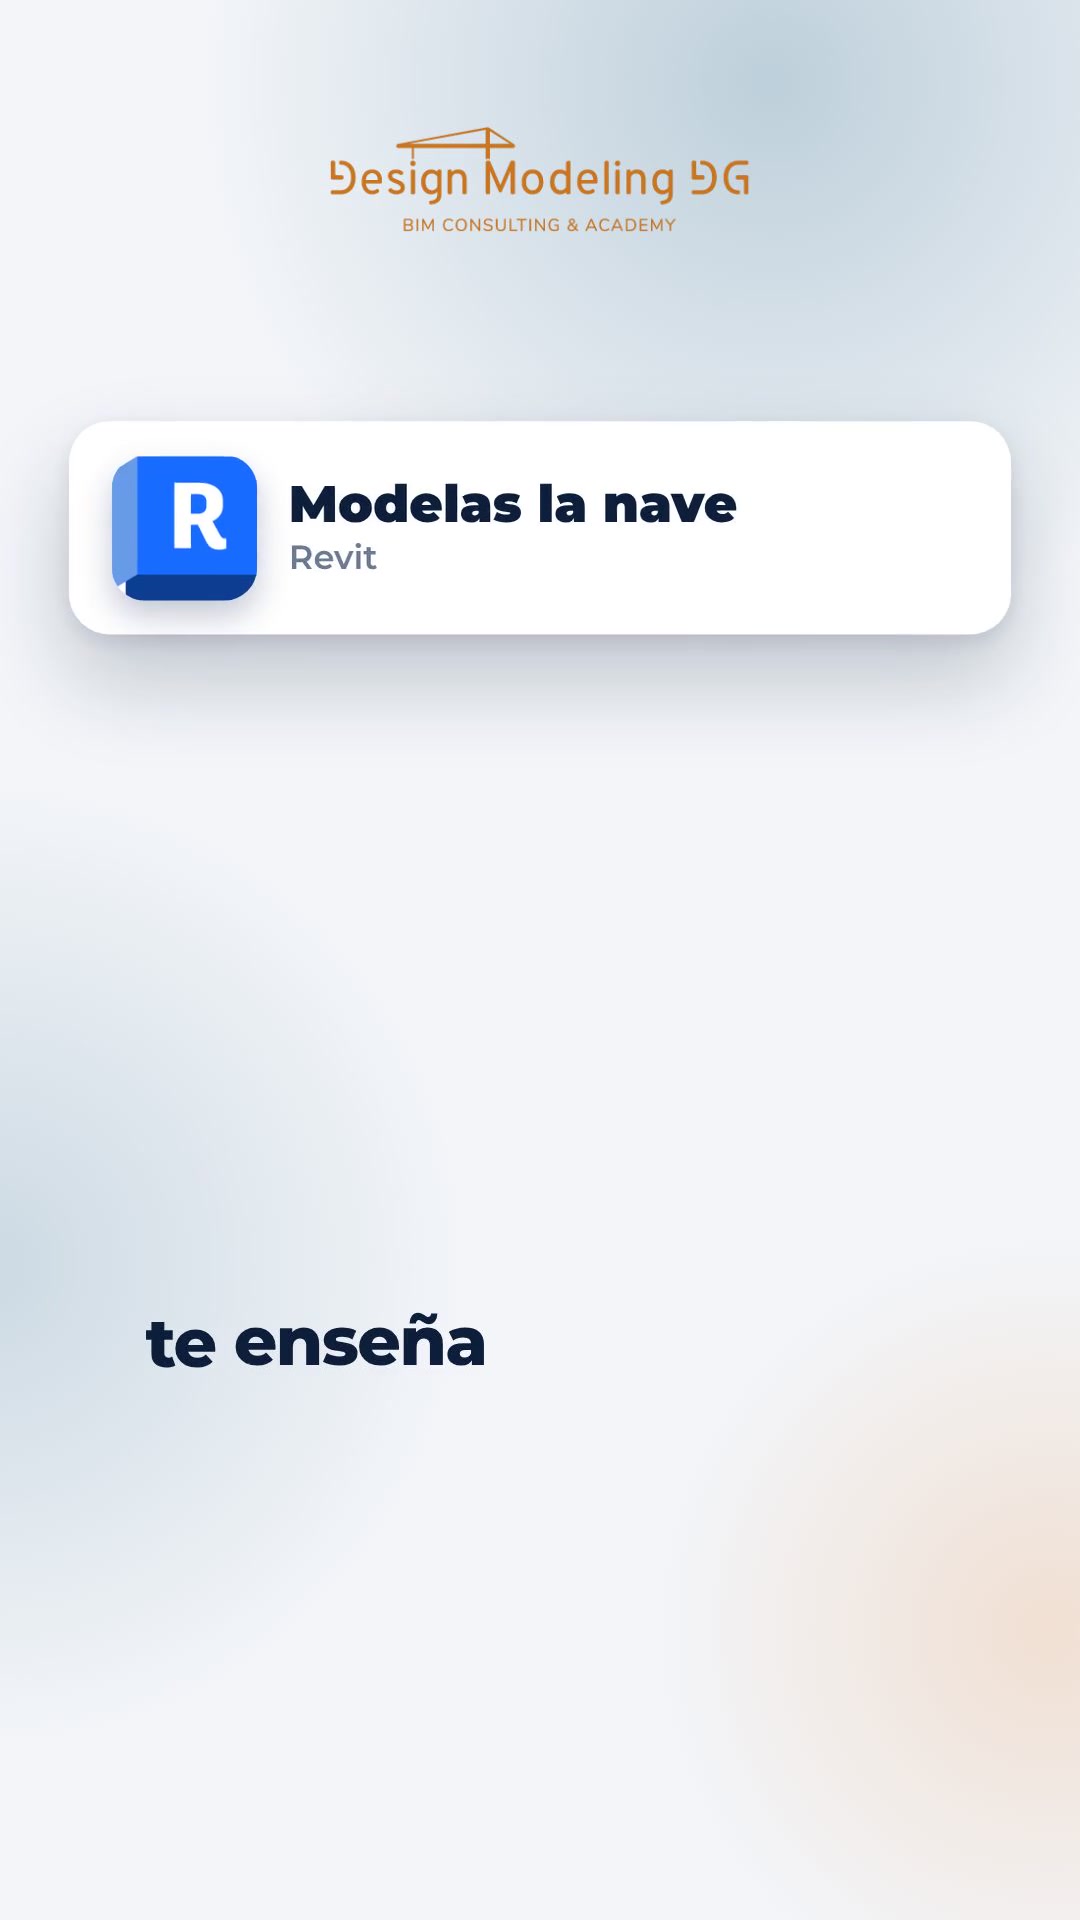 Design Modeling DG
BIM CONSULTING & ACADEMY
R
Modelas la nave
Revit
te enseña